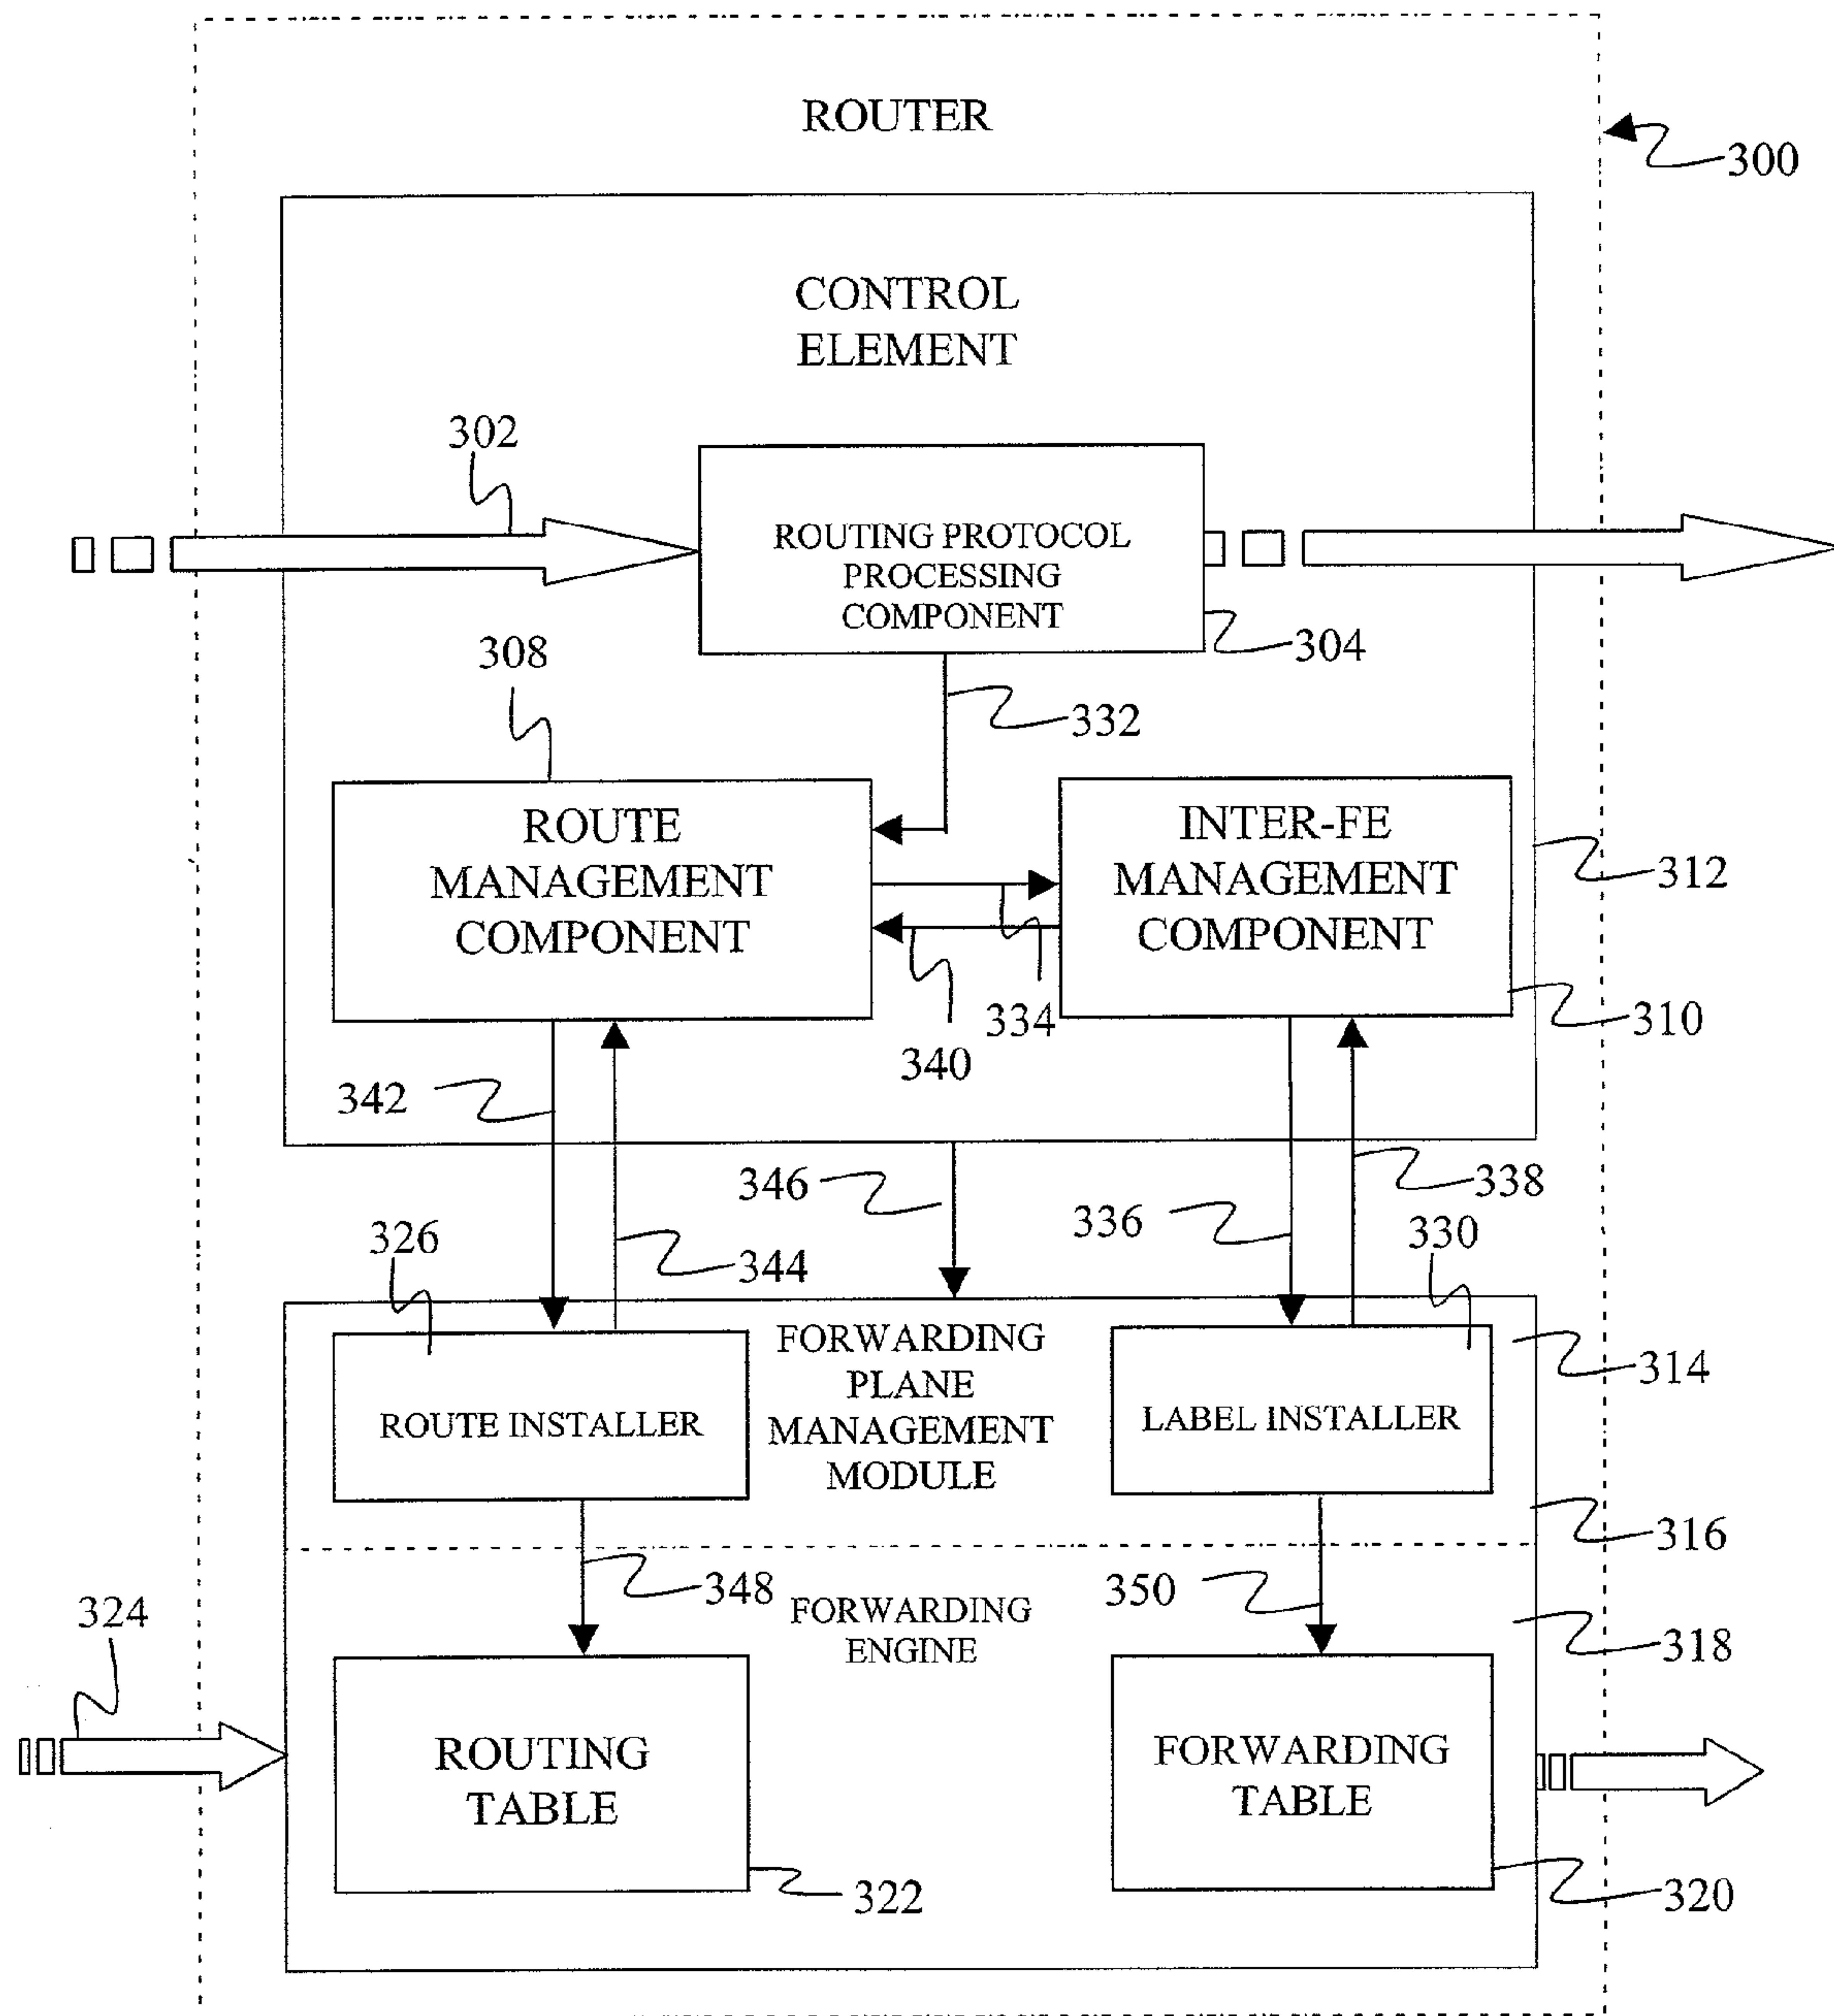 ROUTER
300
CONTROL
ELEMENT
302
ROUTING PROTOCOL
PROCESSING
COMPONENT
304
308
332
ROUTE
MANAGEMENT
COMPONENT
INTER-FE
MANAGEMENT
COMPONENT
312
334
310
340
342
346
338
336
326
344
330
FORWARDING
PLANE
MANAGEMENT
MODULE
314
ROUTE INSTALLER
LABEL INSTALLER
316
348
350
324
FORWARDING
ENGINE
318
ROUTING
TABLE
FORWARDING
TABLE
322
320